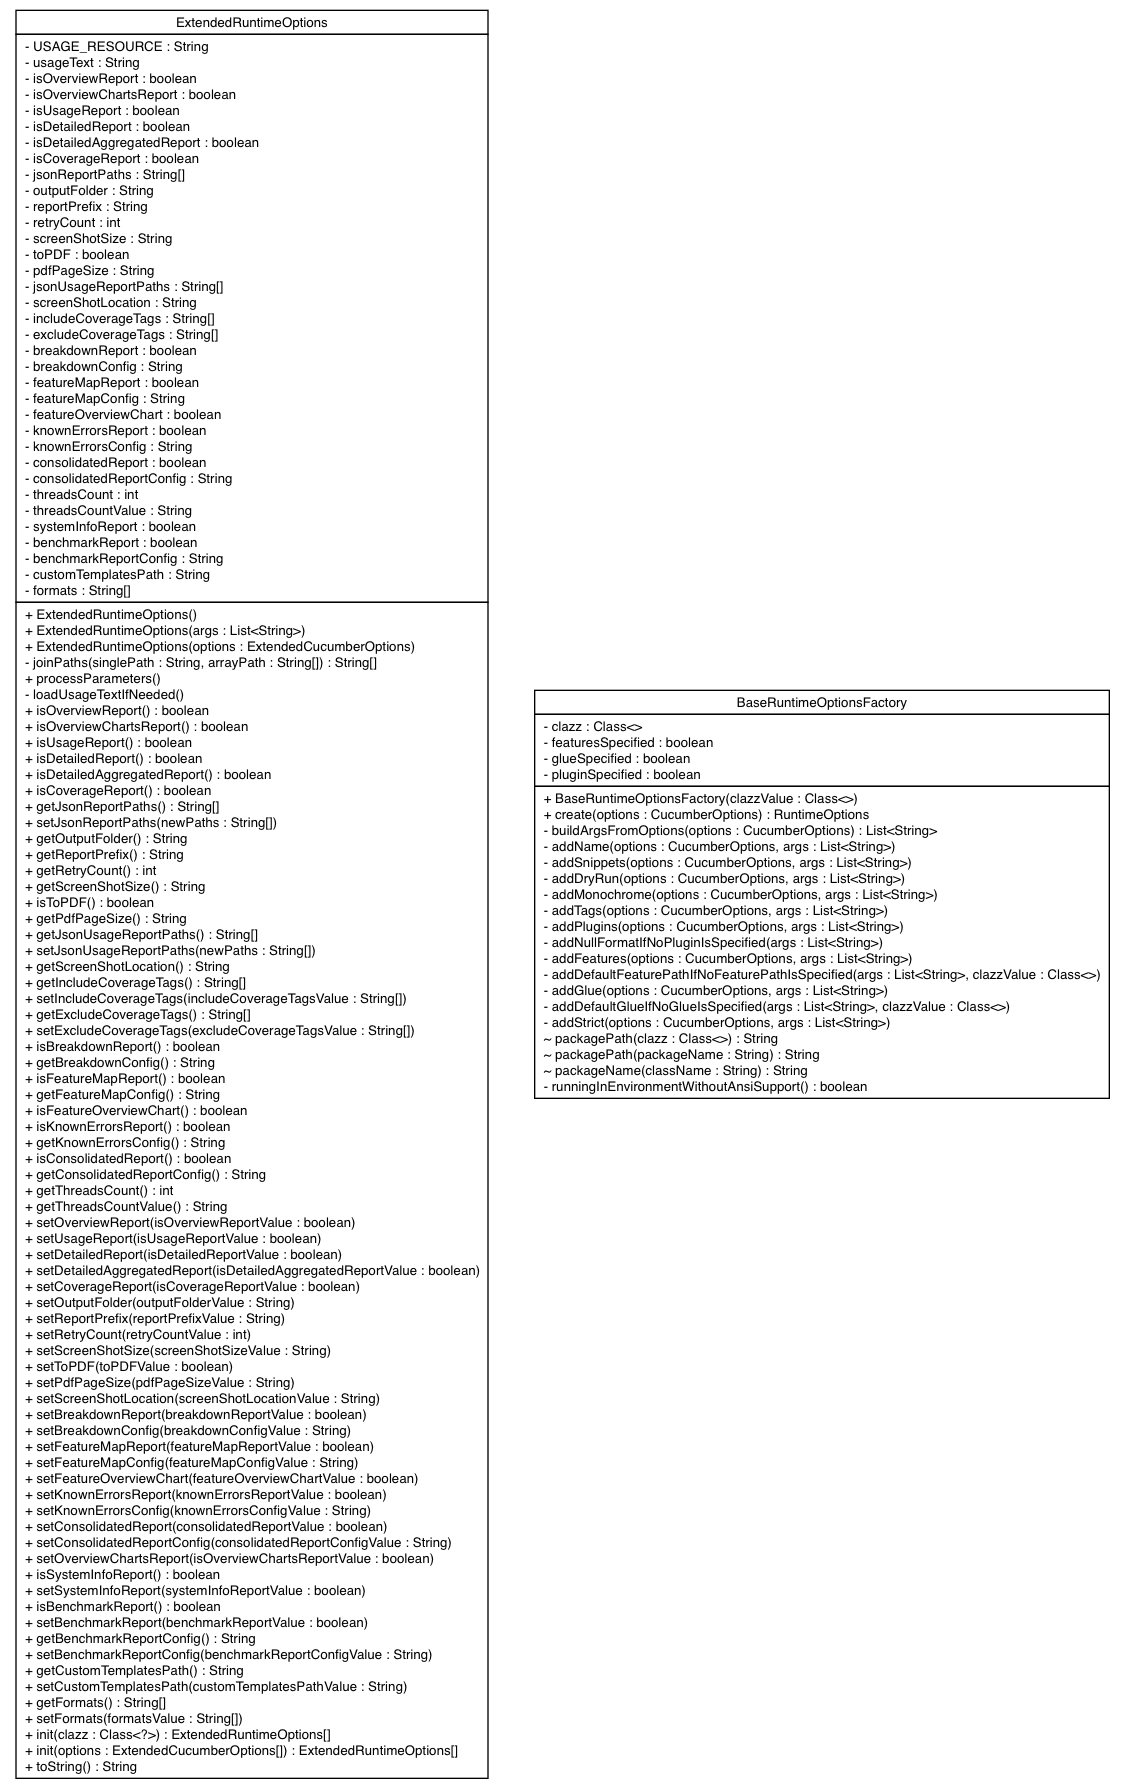 ExtendedRuntimeOptions
- USAGE_RESOURCE : String
- usageText : String
- isOverviewReport : boolean
- isOverviewChartsReport : boolean
- isUsageReport : boolean
- isDetailedReport : boolean
- isDetailedAggregatedReport : boolean
- isCoverageReport : boolean
- jsonReportPaths : String[]
- outputFolder : String
- reportPrefix : String
- retryCount : int
- screenShotSize : String
- toPDF : boolean
- pdfPageSize : String
- jsonUsageReportPaths : String[]
- screenShotLocation : String
- includeCoverageTags : String[]
- excludeCoverageTags : String[]
- breakdownReport : boolean
- breakdownConfig : String
- featureMapReport : boolean
- featureMapConfig : String
- featureOverviewChart : boolean
- knownErrorsReport : boolean
- knownErrorsConfig : String
- consolidatedReport : boolean
- consolidatedReportConfig : String
- threadsCount : int
- threadsCountValue : String
- systemInfoReport : boolean
- benchmarkReport : boolean
- benchmarkReportConfig : String
- customTemplatesPath : String
- formats : String[]
+ ExtendedRuntimeOptions()
+ ExtendedRuntimeOptions(args : List<String>)
+ ExtendedRuntimeOptions(options : ExtendedCucumberOptions)
- joinPaths(singlePath : String, arrayPath : String[]) : String[]
+ processParameters()
- loadUsageTextIfNeeded()
+ isOverviewReport() : boolean
+ isOverviewChartsReport() : boolean
+ isUsageReport() : boolean
+ isDetailedReport() : boolean
+ isDetailedAggregatedReport() : boolean
+ isCoverageReport() : boolean
+ getJsonReportPaths() : String[]
+ setJsonReportPaths(newPaths : String[])
+ getOutputFolder() : String
+ getReportPrefix() : String
+ getRetryCount() : int
+ getScreenShotSize() : String
+ isToPDF() : boolean
+ getPdfPageSize() : String
+ getJsonUsageReportPaths() : String[]
+ setJsonUsageReportPaths(newPaths : String[])
+ getScreenShotLocation() : String
+ getIncludeCoverageTags() : String[]
+ setIncludeCoverageTags(includeCoverageTagsValue : String[])
+ getExcludeCoverageTags() : String[]
+ setExcludeCoverageTags(excludeCoverageTagsValue : String[])
+ isBreakdownReport() : boolean
+ getBreakdownConfig() : String
+ isFeatureMapReport() : boolean
+ getFeatureMapConfig() : String
+ isFeatureOverviewChart() : boolean
+ isKnownErrorsReport() : boolean
+ getKnownErrorsConfig() : String
+ isConsolidatedReport() : boolean
+ getConsolidatedReportConfig() : String
+ getThreadsCount() : int
+ getThreadsCountValue() : String
+ setOverviewReport(isOverviewReportValue : boolean)
+ setUsageReport(isUsageReportValue : boolean)
+ setDetailedReport(isDetailedReportValue : boolean)
+ setDetailedAggregatedReport(isDetailedAggregatedReportValue : boolean)
+ setCoverageReport(isCoverageReportValue : boolean)
+ setOutputFolder(outputFolderValue : String)
+ setReportPrefix(reportPrefixValue : String)
+ setRetryCount(retryCountValue : int)
+ setScreenShotSize(screenShotSizeValue : String)
+ setToPDF(toPDFValue : boolean)
+ setPdfPageSize(pdfPageSizeValue : String)
+ setScreenShotLocation(screenShotLocationValue : String)
+ setBreakdownReport(breakdownReportValue : boolean)
+ setBreakdownConfig(breakdownConfigValue : String)
+ setFeatureMapReport(featureMapReportValue : boolean)
+ setFeatureMapConfig(featureMapConfigValue : String)
+ setFeatureOverviewChart(featureOverviewChartValue : boolean)
+ setKnownErrorsReport(knownErrorsReportValue : boolean)
+ setKnownErrorsConfig(knownErrorsConfigValue : String)
+ setConsolidatedReport(consolidatedReportValue : boolean)
+ setConsolidatedReportConfig(consolidatedReportConfigValue : String)
+ setOverviewChartsReport(isOverviewChartsReportValue : boolean)
+ isSystemInfoReport() : boolean
+ setSystemInfoReport(systemInfoReportValue : boolean)
+ isBenchmarkReport() : boolean
+ setBenchmarkReport(benchmarkReportValue : boolean)
+ getBenchmarkReportConfig() : String
+ setBenchmarkReportConfig(benchmarkReportConfigValue : String)
+ getCustomTemplatesPath() : String
+ setCustomTemplatesPath(customTemplatesPathValue : String)
+ getFormats() : String[]
+ setFormats(formatsValue : String[])
+ init(clazz : Class<?>) : ExtendedRuntimeOptions[]
+ init(options : ExtendedCucumberOptions[]) : ExtendedRuntimeOptions[]
+ toString() : String
BaseRuntimeOptionsFactory
- clazz : Class<>
- featuresSpecified : boolean
- glueSpecified : boolean
- pluginSpecified : boolean
+ BaseRuntimeOptionsFactory(clazzValue : Class<>)
+ create(options : CucumberOptions) : RuntimeOptions
- buildArgsFromOptions(options : CucumberOptions) : List<String>
- addName(options : CucumberOptions, args : List<String>)
- addSnippets(options : CucumberOptions, args : List<String>)
- addDryRun(options : CucumberOptions, args : List<String>)
- addMonochrome(options : CucumberOptions, args : List<String>)
- addTags(options : CucumberOptions, args : List<String>)
- addPlugins(options : CucumberOptions, args : List<String>)
- addNullFormatIfNoPluginIsSpecified(args : List<String>)
- addFeatures(options : CucumberOptions, args : List<String>)
- addDefaultFeaturePathIfNoFeaturePathIsSpecified(args : List<String>, clazzValue : Class<>)
- addGlue(options : CucumberOptions, args : List<String>)
- addDefaultGlueIfNoGlueIsSpecified(args : List<String>, clazzValue : Class<>)
- addStrict(options : CucumberOptions, args : List<String>)
~ packagePath(clazz : Class<>) : String
~ packagePath(packageName : String) : String
~ packageName(className : String) : String
- runningInEnvironmentWithoutAnsiSupport() : boolean